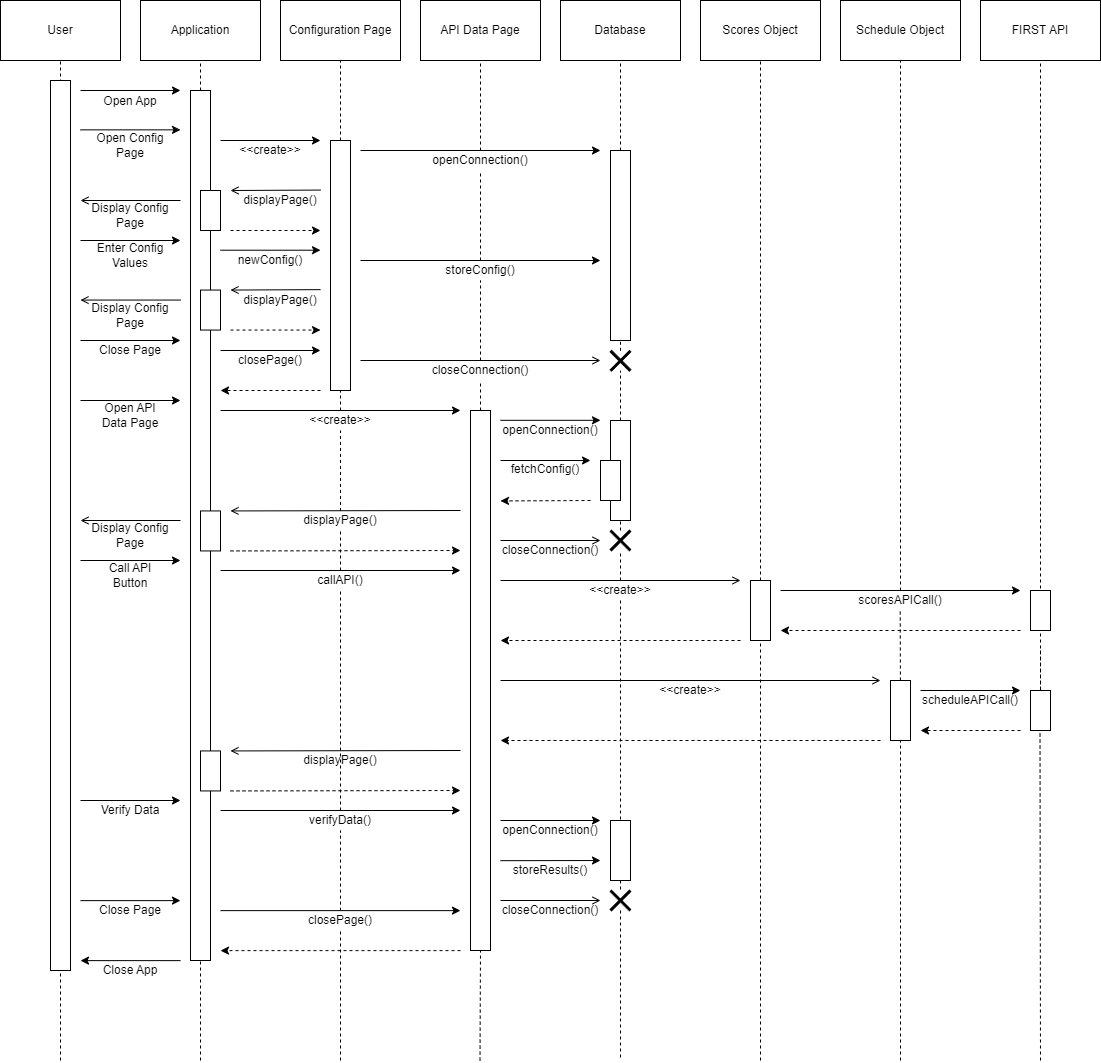 User
Application
Configuration Page
API Data Page
Database
Scores Object
Schedule Object
FIRST API
Open App
Open Config
Page
<<create>>
openConnection()
displayPage()
Display Config
Page
Enter Config
Values
newConfig()
storeConfig()
displayPage()
Display Config
Page
Close Page
closePage()
closeConnection()
Open API
Data Page
<<create>>
openConnection()
fetchConfig()
displayPage()
Display Config
Page
closeConnection()
Call API
Button
callAPI()
<<create>>
scoresAPICall()
<<create>>
scheduleAPICall()
displayPage()
Verify Data
verifyData()
openConnection()
storeResults()
Close Page
closePage()
closeConnection()
Close App